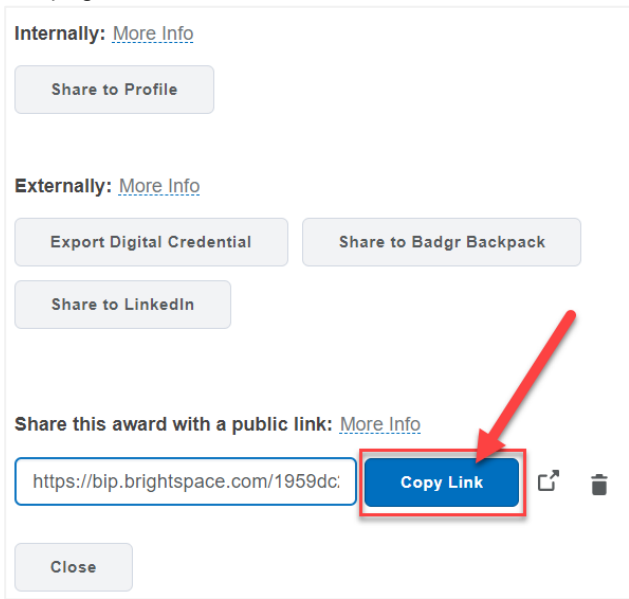 Internally: More Info
Share to Profile
Externally: More Info
Export Digital Credential Share to Badgr Backpack
Share to LinkedIn
Share this award with a public link: More Info
https://bip.brightspace.com/1959dc Copy Link
Close